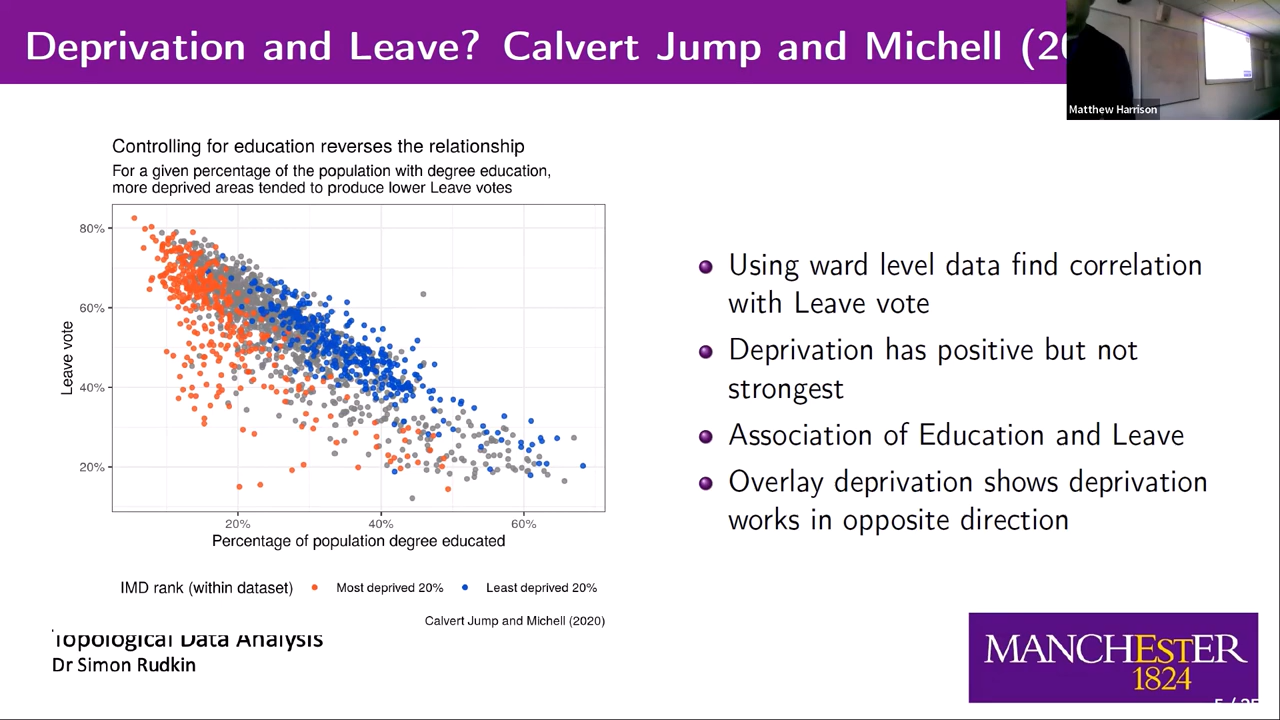 Deprivation and Leave? Calvert Jump and Michell (20
Matthew Harrison
Controlling for education reverses the relationship
For a given percentage of the population with degree education,
more deprived areas tended to produce lower Leave votes
80%
60%
40%
20%
Leave vote
20% 40% 60%
Percentage of population degree educated
IMD rank (within dataset) Most deprived 20% Least deprived 20%
Calvert Jump and Michell (2020)
Using ward level data find correlation
with Leave vote
Deprivation has positive but not
strongest
Association of Education and Leave
Overlay deprivation shows deprivation
works in opposite direction
Topological Data Analysis
Dr Simon Rudkin
MANCHEstER
1824